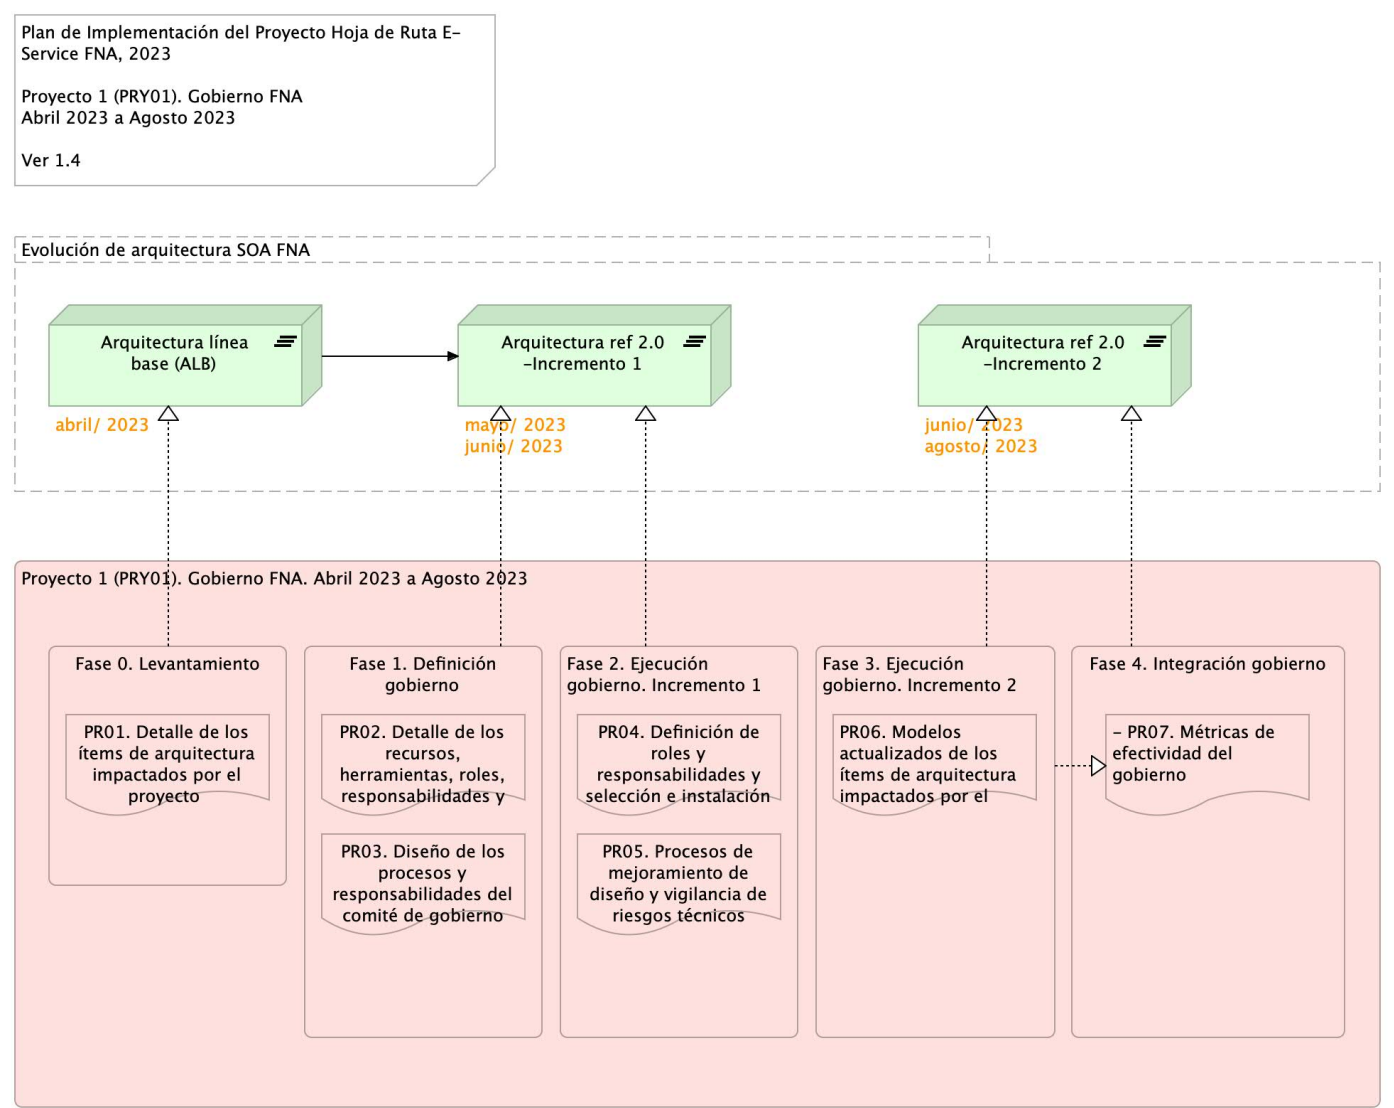 Plan de Implementación del Proyecto Hoja de Ruta E-
Service FNA, 2023
Proyecto 1 (PRY01). Gobierno FNA
Abril 2023 a Agosto 2023
Ver 1.4
Evolución de arquitectura SOA FNA
Arquitectura línea
base (ALB)
Arquitectura ref 2.0
-Incremento 1
Arquitectura ref 2.0
-Incremento 2
abril/ 2023
mayo/ 2023
junio/ 2023
junio/ 2023
agosto/ 2023
Proyecto 1 (PRY01). Gobierno FNA. Abril 2023 a Agosto 2023
Fase 0. Levantamiento
PR01. Detalle de los
ítems de arquitectura
impactados por el
proyecto
Fase 1. Definición
gobierno
PR02. Detalle de los
recursos,
herramientas, roles,
responsabilidades y
PR03. Diseño de los
procesos y
responsabilidades del
comité de gobierno
Fase 2. Ejecución
gobierno. Incremento 1
PR04. Definición de
roles y
responsabilidades y
selección e instalación
PR05. Procesos de
mejoramiento de
diseño y vigilancia de
riesgos técnicos
Fase 3. Ejecución
gobierno. Incremento 2
PR06. Modelos
actualizados de los
ítems de arquitectura
impactados por el
Fase 4. Integración gobierno
- PR07. Métricas de
efectividad del
gobierno